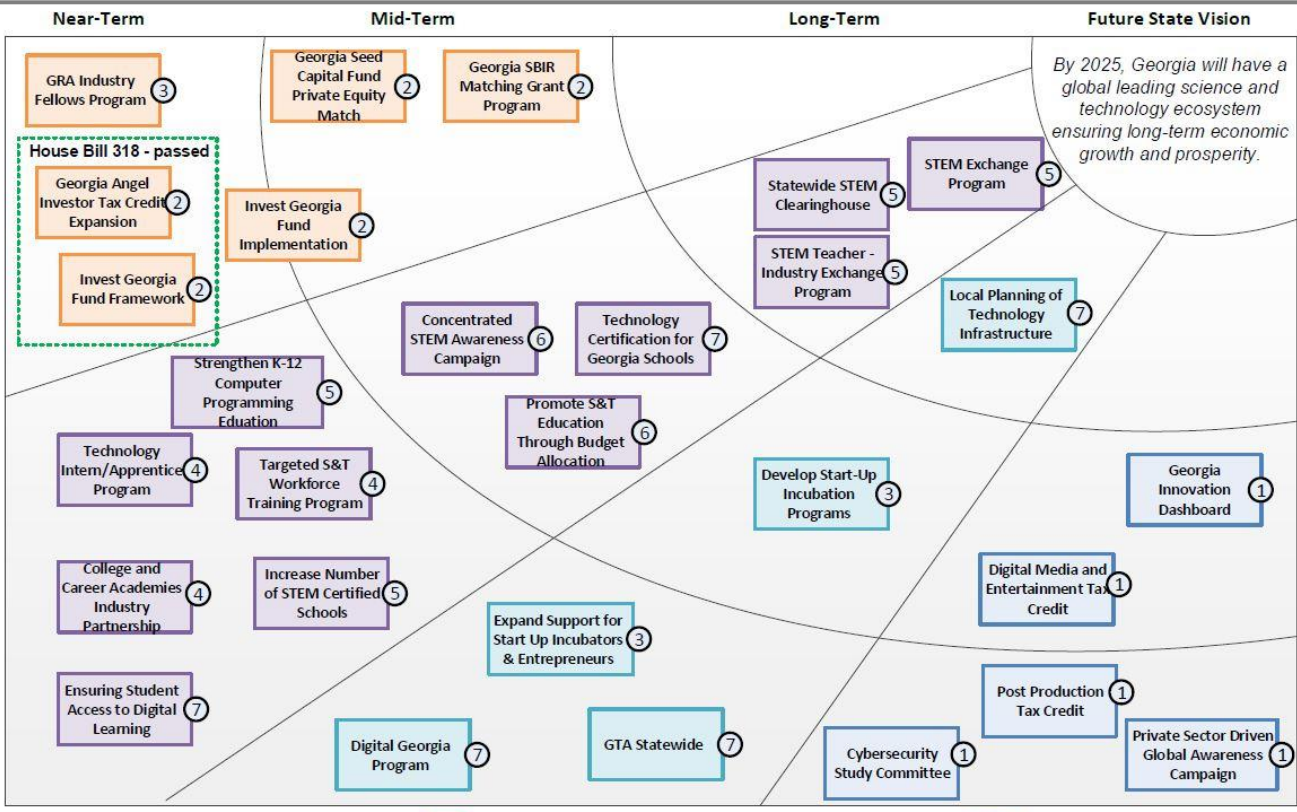 Near-Term
Mid-Term
Long-Term
Future State Vision
GRA Industry
Fellows Program
3
Georgia Seed
Capital Fund
Private Equity
Match
2
Georgia SBIR
Matching Grant
Program
2
By 2025, Georgia will have a
global leading science and
technology ecosystem
ensuring long-term economic
growth and prosperity.
House Bill 318 - passed
Georgia Angel
Investor Tax Credit
Expansion
2
Invest Georgia
Fund Framework
2
Invest Georgia
Fund
Implementation
2
Statewide STEM
Clearinghouse
5
STEM Exchange
Program
5
STEM Teacher -
Industry Exchange
Program
5
Local Planning of
Technology
Infrastructure
7
Concentrated
STEM Awareness
Campaign
6
Technology
Certification for
Georgia Schools
7
Strengthen K-12
Computer
Programming
Eduation
5
Promote S&T
Education
Through Budget
Allocation
6
Technology
Intern/Apprentice
Program
4
Targeted S&T
Workforce
Training Program
4
Develop Start-Up
Incubation
Programs
3
Georgia
Innovation
Dashboard
1
College and
Career Academies
Industry
Partnership
4
Increase Number
of STEM Certified
Schools
5
Digital Media and
Entertainment Tax
Credit
1
Expand Support for
Start Up Incubators
& Entrepreneurs
3
Ensuring Student
Access to Digital
Learning
7
Post Production
Tax Credit
1
Digital Georgia
Program
7
GTA Statewide
7
Cybersecurity
Study Committee
1
Private Sector Driven
Global Awareness
Campaign
1